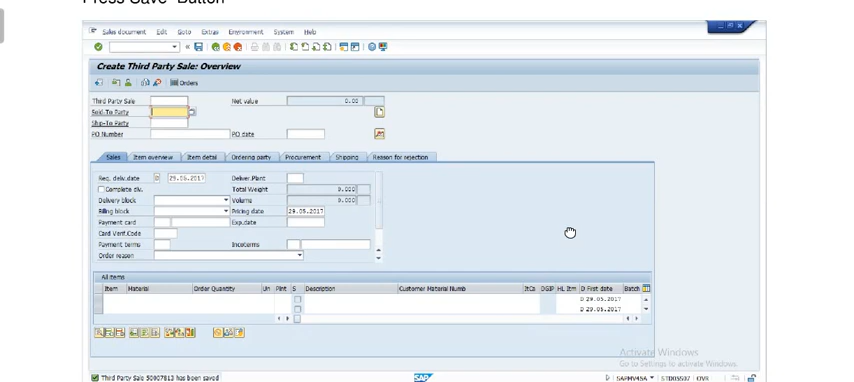 Press Save Button
Sales document Edit Goto Extras Environment System Help
Create Third Party Sale: Overview
Orders
Third Party Sale Net value 0.00
Sold-To Party
Ship-To Party
PO Number PO date
Sales Item overview Item detail Ordering party Procurement Shipping Reason for rejection
Req. deliv.date D 29.05.2017 Deliver.Plant
Complete dlv. Total Weight 0.000
Delivery block Volume 0.000
Billing block Pricing date 29.05.2017
Payment card Exp.date
Card Verif.Code
Payment terms Incoterms
Order reason
All items
Item Material Order Quantity Un Plnt S Description Customer Material Numb ItCa DGIP HL Itm D First date Batch
D 29.05.2017
D 29.05.2017
Activate Windows
Go to Settings to activate Windows.
Third Party Sale 50007813 has been saved SAP SAPMV45A OVR